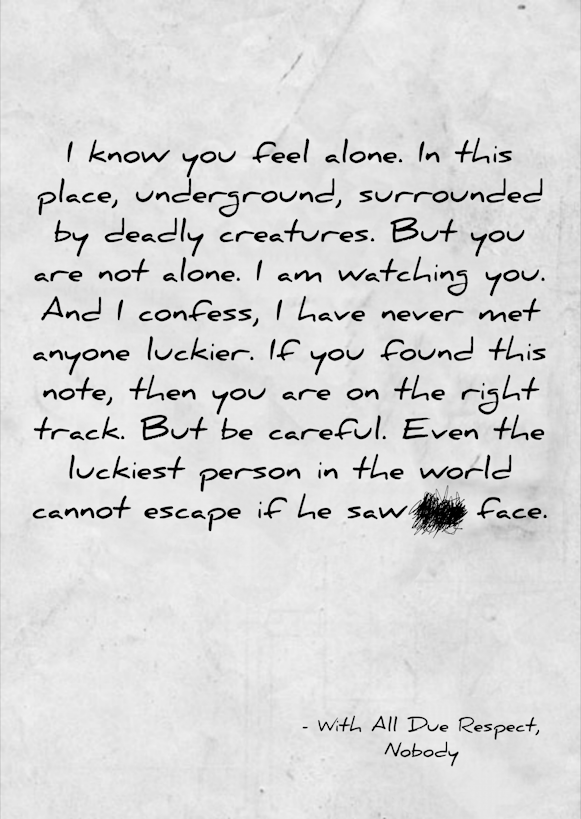 I know you feel alone. In this
place, underground, surrounded
by deadly creatures. But you
are not alone. I am watching you.
And I confess, I have never met
anyone luckier. If you found this
note, then you are on the right
track. But be careful. Even the
luckiest person in the world
cannot escape if he saw face.
- With All Due Respect,
Nobody